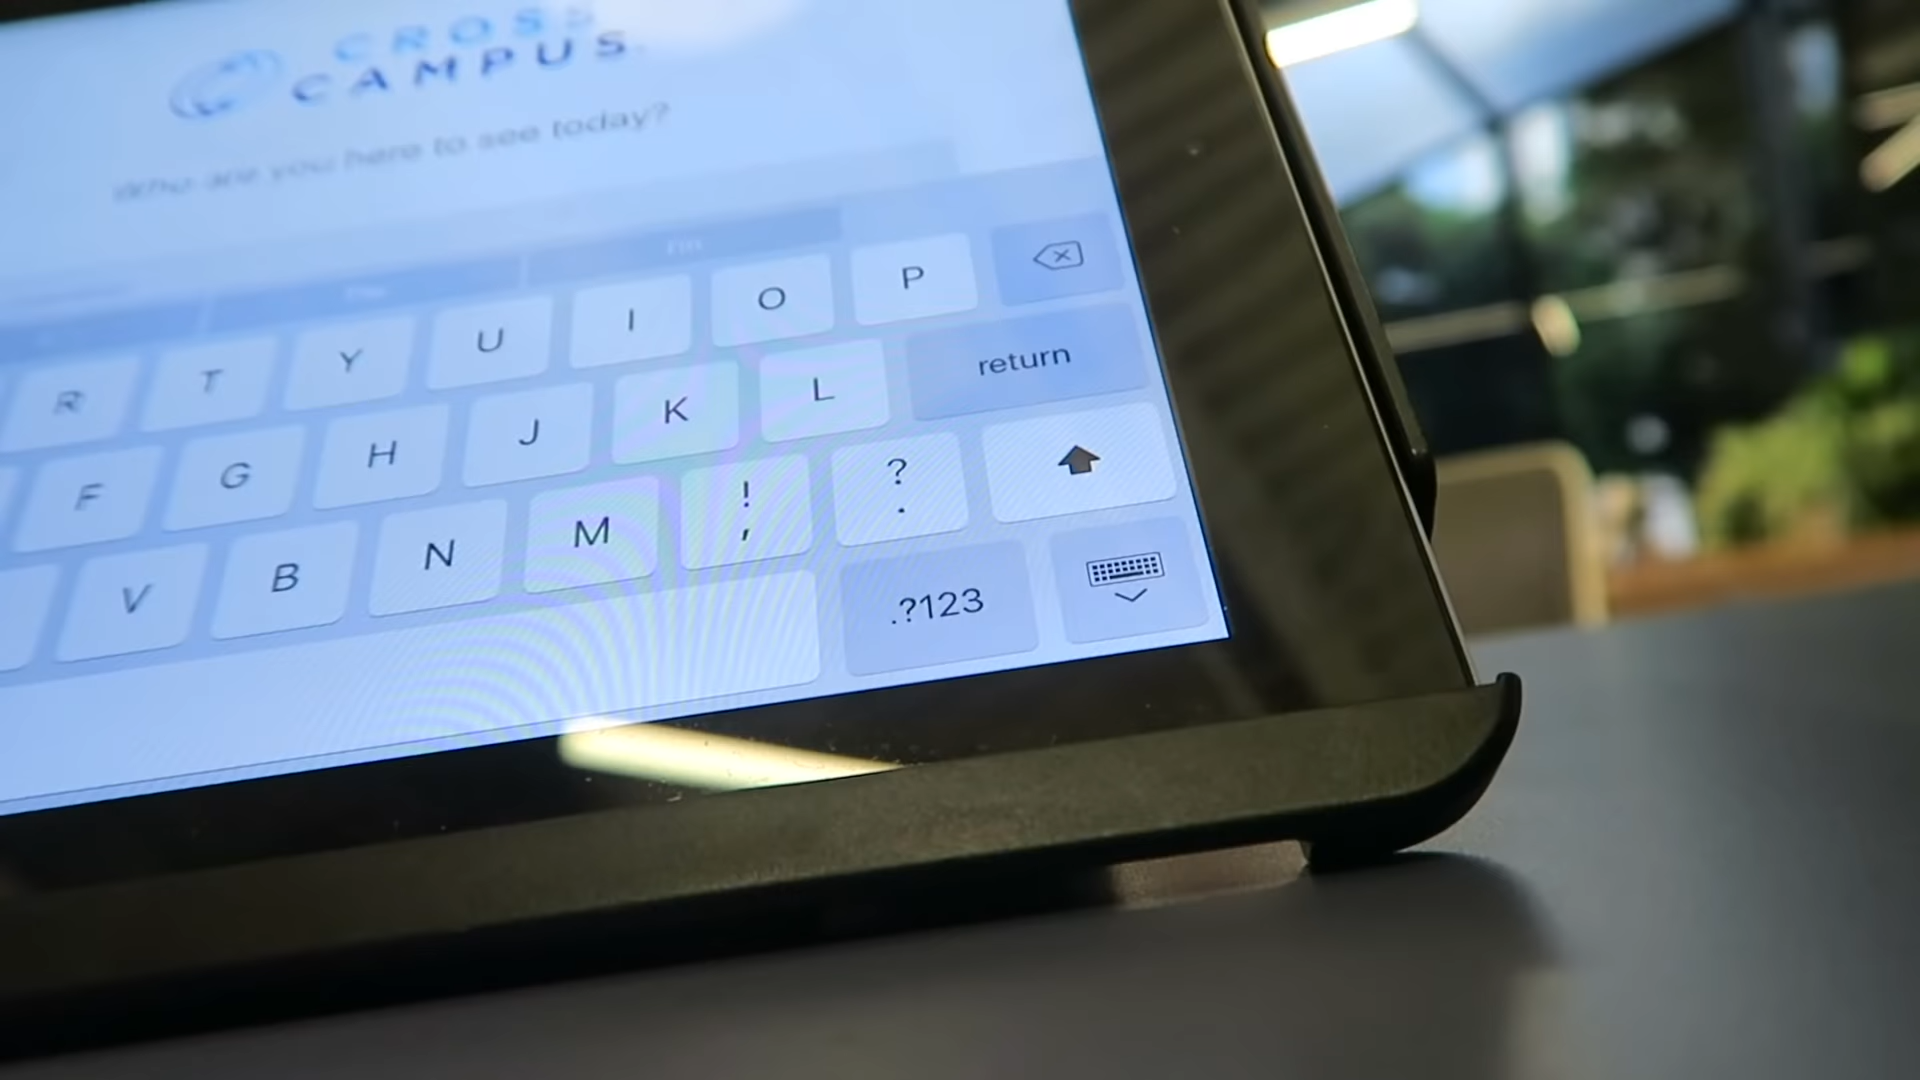 CROSS
CAMPUS.
Who are you here to see today?
I'm
R T Y U I O P
F G H J K L return
V B N M ! , ? .
.?123